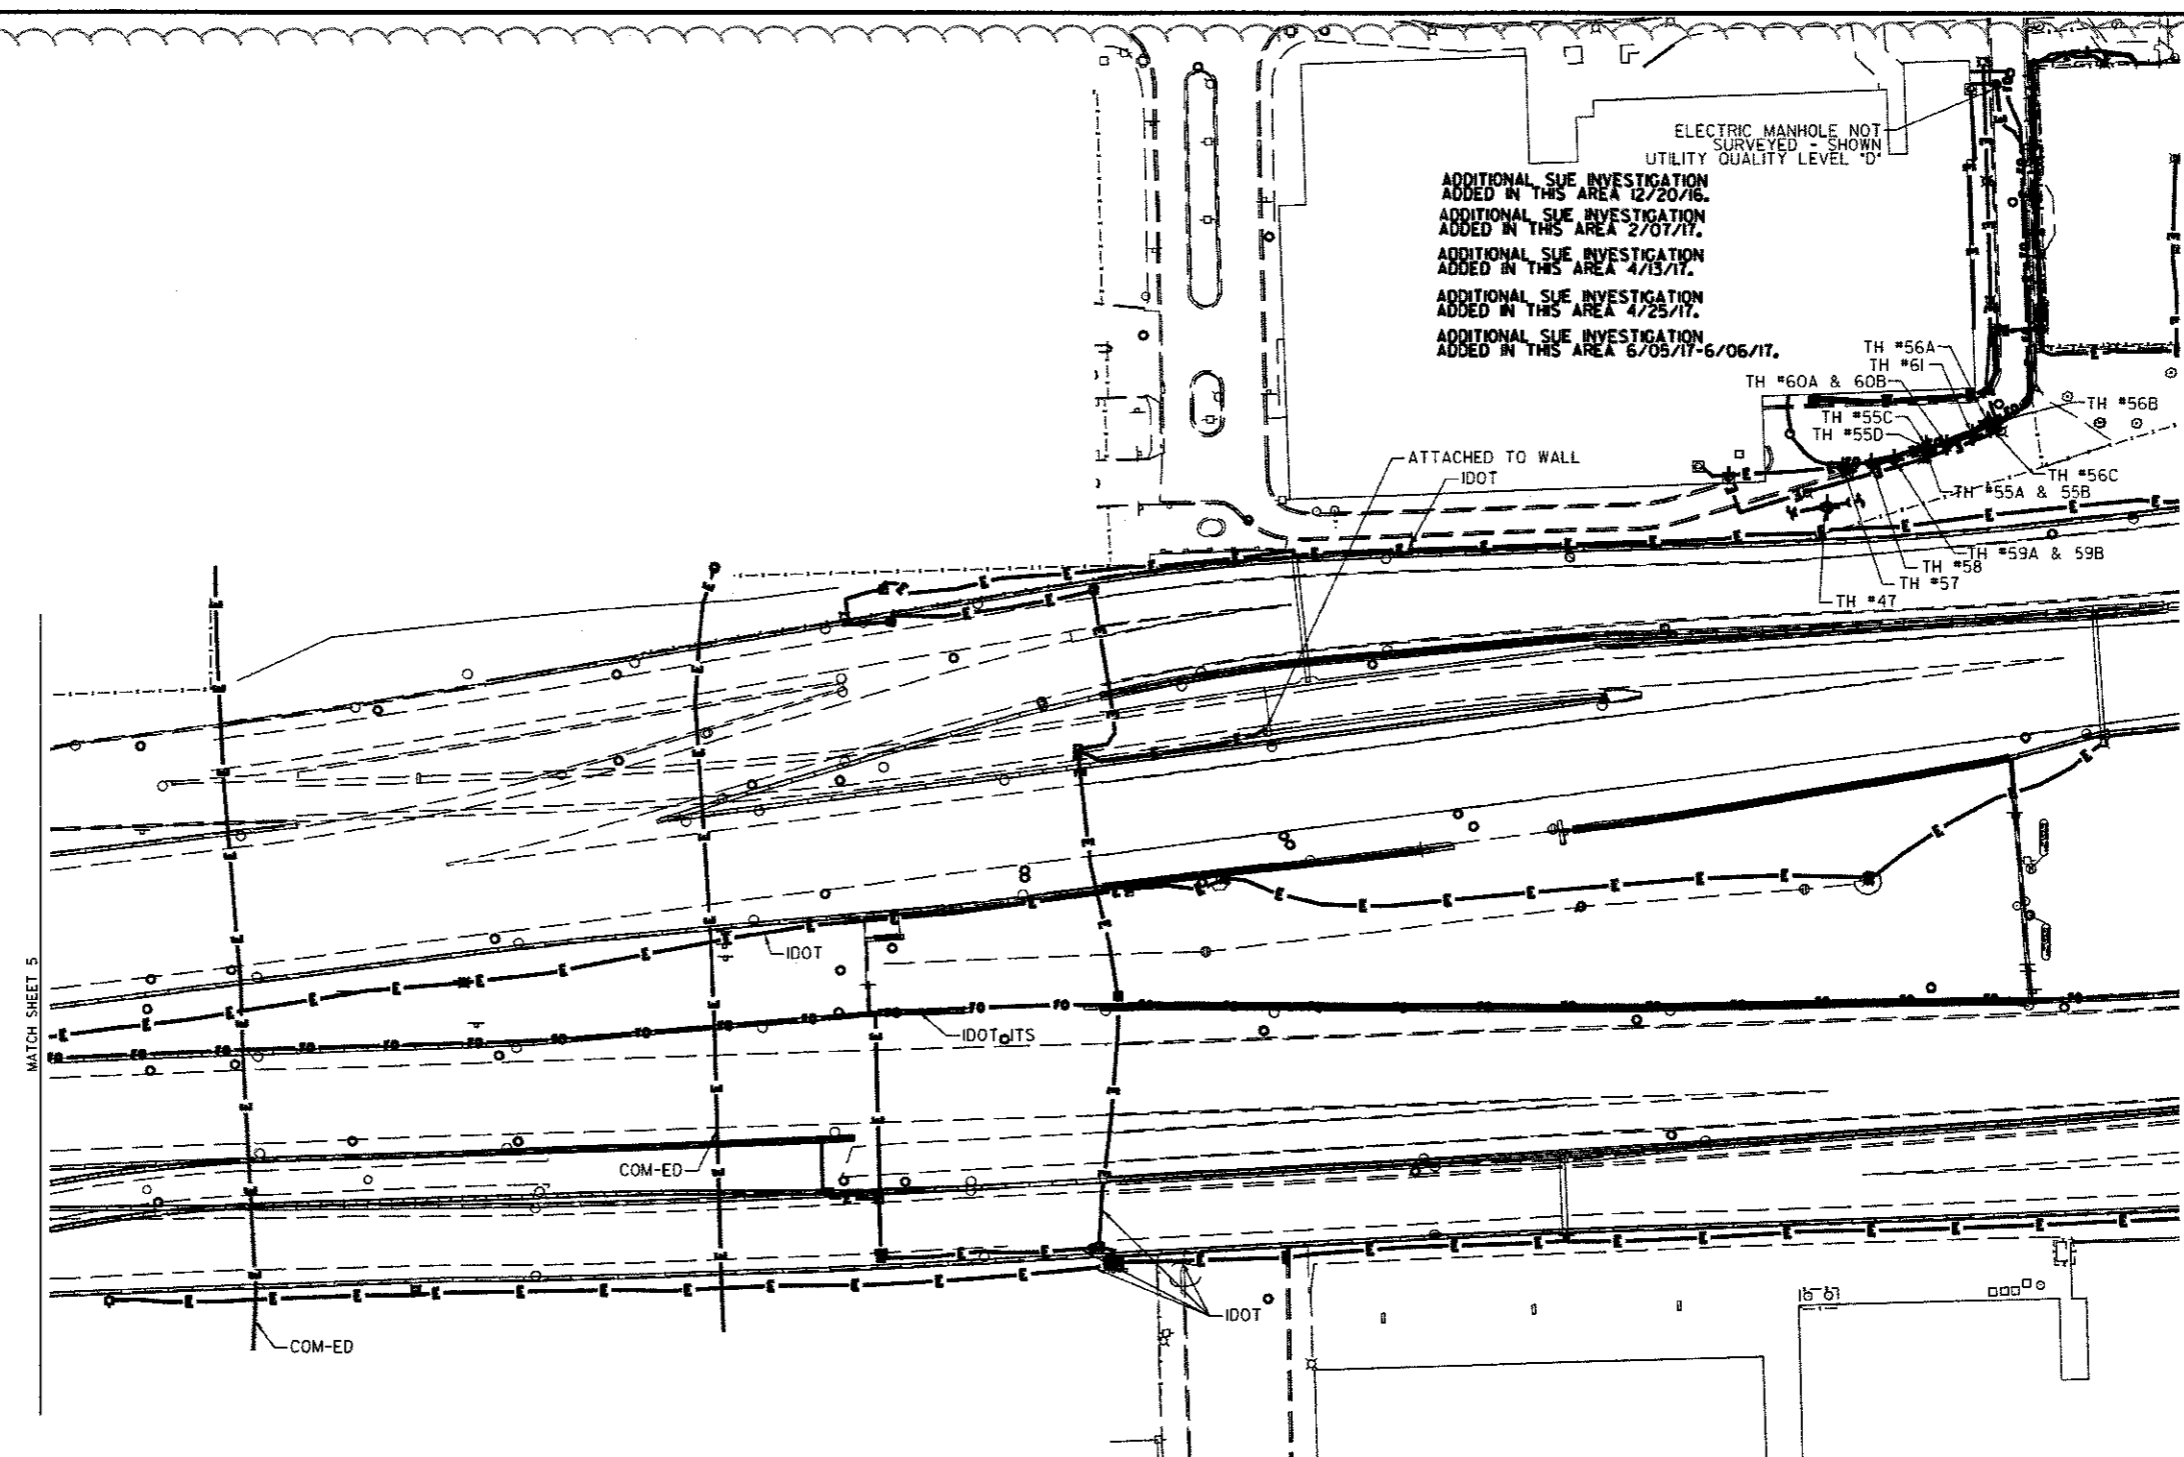 ELECTRIC MANHOLE NOT
SURVEYED - SHOWN
UTILITY QUALITY LEVEL "D"
ADDITIONAL SUE INVESTIGATION
ADDED IN THIS AREA 12/20/16.
ADDITIONAL SUE INVESTIGATION
ADDED IN THIS AREA 2/07/17.
ADDITIONAL SUE INVESTIGATION
ADDED IN THIS AREA 4/13/17.
ADDITIONAL SUE INVESTIGATION
ADDED IN THIS AREA 4/25/17.
ADDITIONAL SUE INVESTIGATION
ADDED IN THIS AREA 6/05/17-6/06/17.
TH #56A
TH #61
TH #60A & 60B
TH #55C
TH #55D
TH #56B
TH #56C
TH #55A & 55B
TH #59A & 59B
TH #58
TH #57
TH #47
ATTACHED TO WALL
IDOT
IDOT
IDOT ITS
MATCH SHEET 5
COM-ED
COM-ED
IDOT